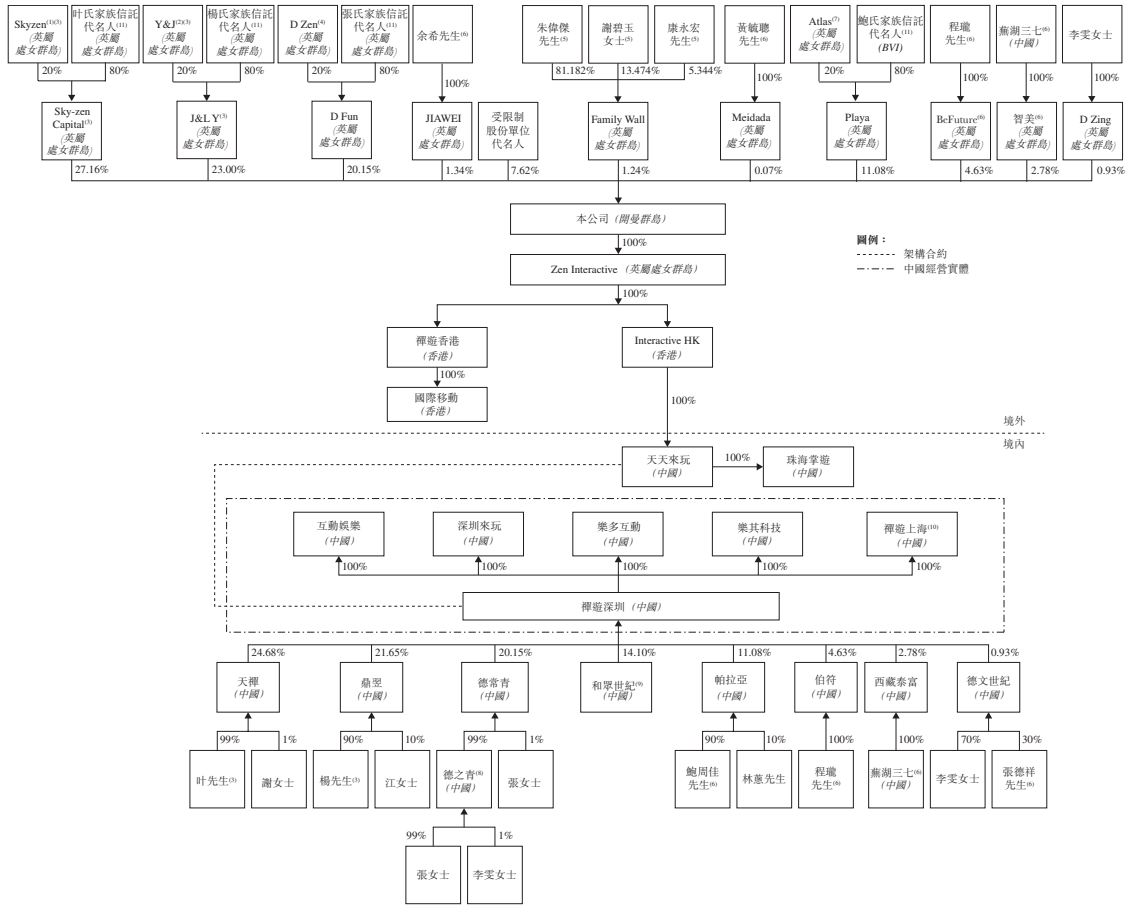 Skyzen(1)(3)
(英屬
處女群島)
叶氏家族信託
代名人(11)
Y&J(2)(3)
(英屬
處女群島)
楊氏家族信託
代名人(11)
D Zen(4)
(英屬
處女群島)
張氏家族信託
代名人(11)
余希先生(6)
朱偉傑
先生(5)
謝碧玉
女士(5)
康永宏
先生(5)
黃毓聰
先生(6)
Atlas(7)
(英屬
處女群島)
鮑氏家族信託
代名人(11)
(BVI)
程瓏
先生(6)
蕪湖三七(6)
(中國)
李雯女士
20%
80%
20%
80%
20%
80%
100%
81.182%
13.474%
5.344%
100%
20%
80%
100%
100%
100%
Sky-zen
Capital(3)
(英屬
處女群島)
J&L Y(3)
(英屬
處女群島)
D Fun
(英屬
處女群島)
JIAWEI
(英屬
處女群島)
受限制
股份單位
代名人
Family Wall
(英屬
處女群島)
Meidada
(英屬
處女群島)
Playa
(英屬
處女群島)
BeFuture(6)
(英屬
處女群島)
智美(6)
(英屬
處女群島)
D Zing
(英屬
處女群島)
27.16%
23.00%
20.15%
1.34%
7.62%
1.24%
0.07%
11.08%
4.63%
2.78%
0.93%
本公司 (開曼群島)
100%
Zen Interactive (英屬處女群島)
100%
圖例：
架構合約
中國經營實體
禪遊香港
(香港)
Interactive HK
(香港)
100%
國際移動
(香港)
100%
境外
境內
天天來玩
(中國)
100%
珠海掌遊
(中國)
互動娛樂
(中國)
深圳來玩
(中國)
樂多互動
(中國)
樂其科技
(中國)
禪遊上海(10)
(中國)
100%
100%
100%
100%
100%
禪遊深圳 (中國)
24.68%
21.65%
20.15%
14.10%
11.08%
4.63%
2.78%
0.93%
天禪
(中國)
鼎翌
(中國)
德常青
(中國)
和眾世紀(9)
(中國)
帕拉亞
(中國)
伯符
(中國)
西藏泰富
(中國)
德文世紀
(中國)
99%
1%
90%
10%
99%
1%
90%
10%
100%
100%
70%
30%
叶先生(3)
謝女士
楊先生(3)
江女士
德之青(8)
(中國)
張女士
鮑周佳
先生(6)
林蕙先生
程瓏
先生(6)
蕪湖三七(6)
(中國)
李雯女士
張德祥
先生(6)
99%
1%
張女士
李雯女士